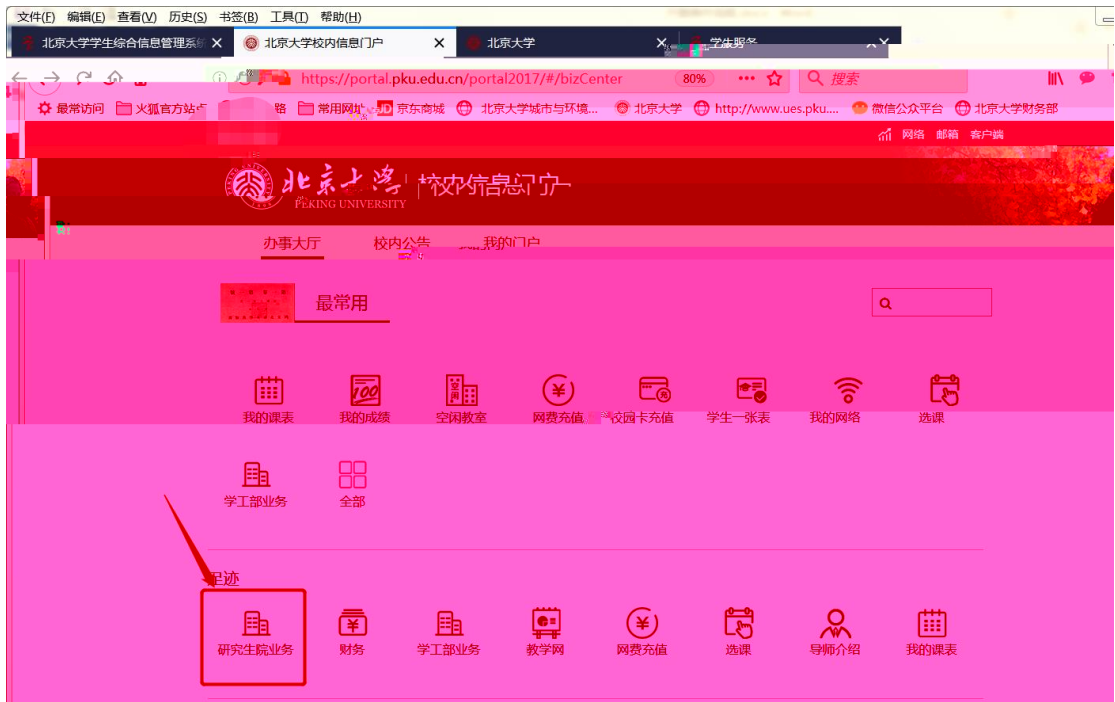 文件(F) 编辑(E) 查看(V) 历史(S) 书签(B) 工具(T) 帮助(H)
北京大学学生综合信息管理系统 北京大学校内信息门户 北京大学 学生服务
https://portal.pku.edu.cn/portal2017/#/bizCenter 80% 搜索
最常访问 火狐官方站点 常用网址 京东商城 北京大学城市与环境... 北京大学 http://www.ues.pku.... 微信公众平台 北京大学财务部
网络 邮箱 客户端
北京大学 校内信息门户
PEKING UNIVERSITY
办事大厅 校内公告 我的门户
最常用
我的课表 我的成绩 空闲教室 网费充值 校园卡充值 学生一张表 我的网络 选课
学工部业务 全部
足迹
研究生院业务 财务 学工部业务 教学网 网费充值 选课 导师介绍 我的课表